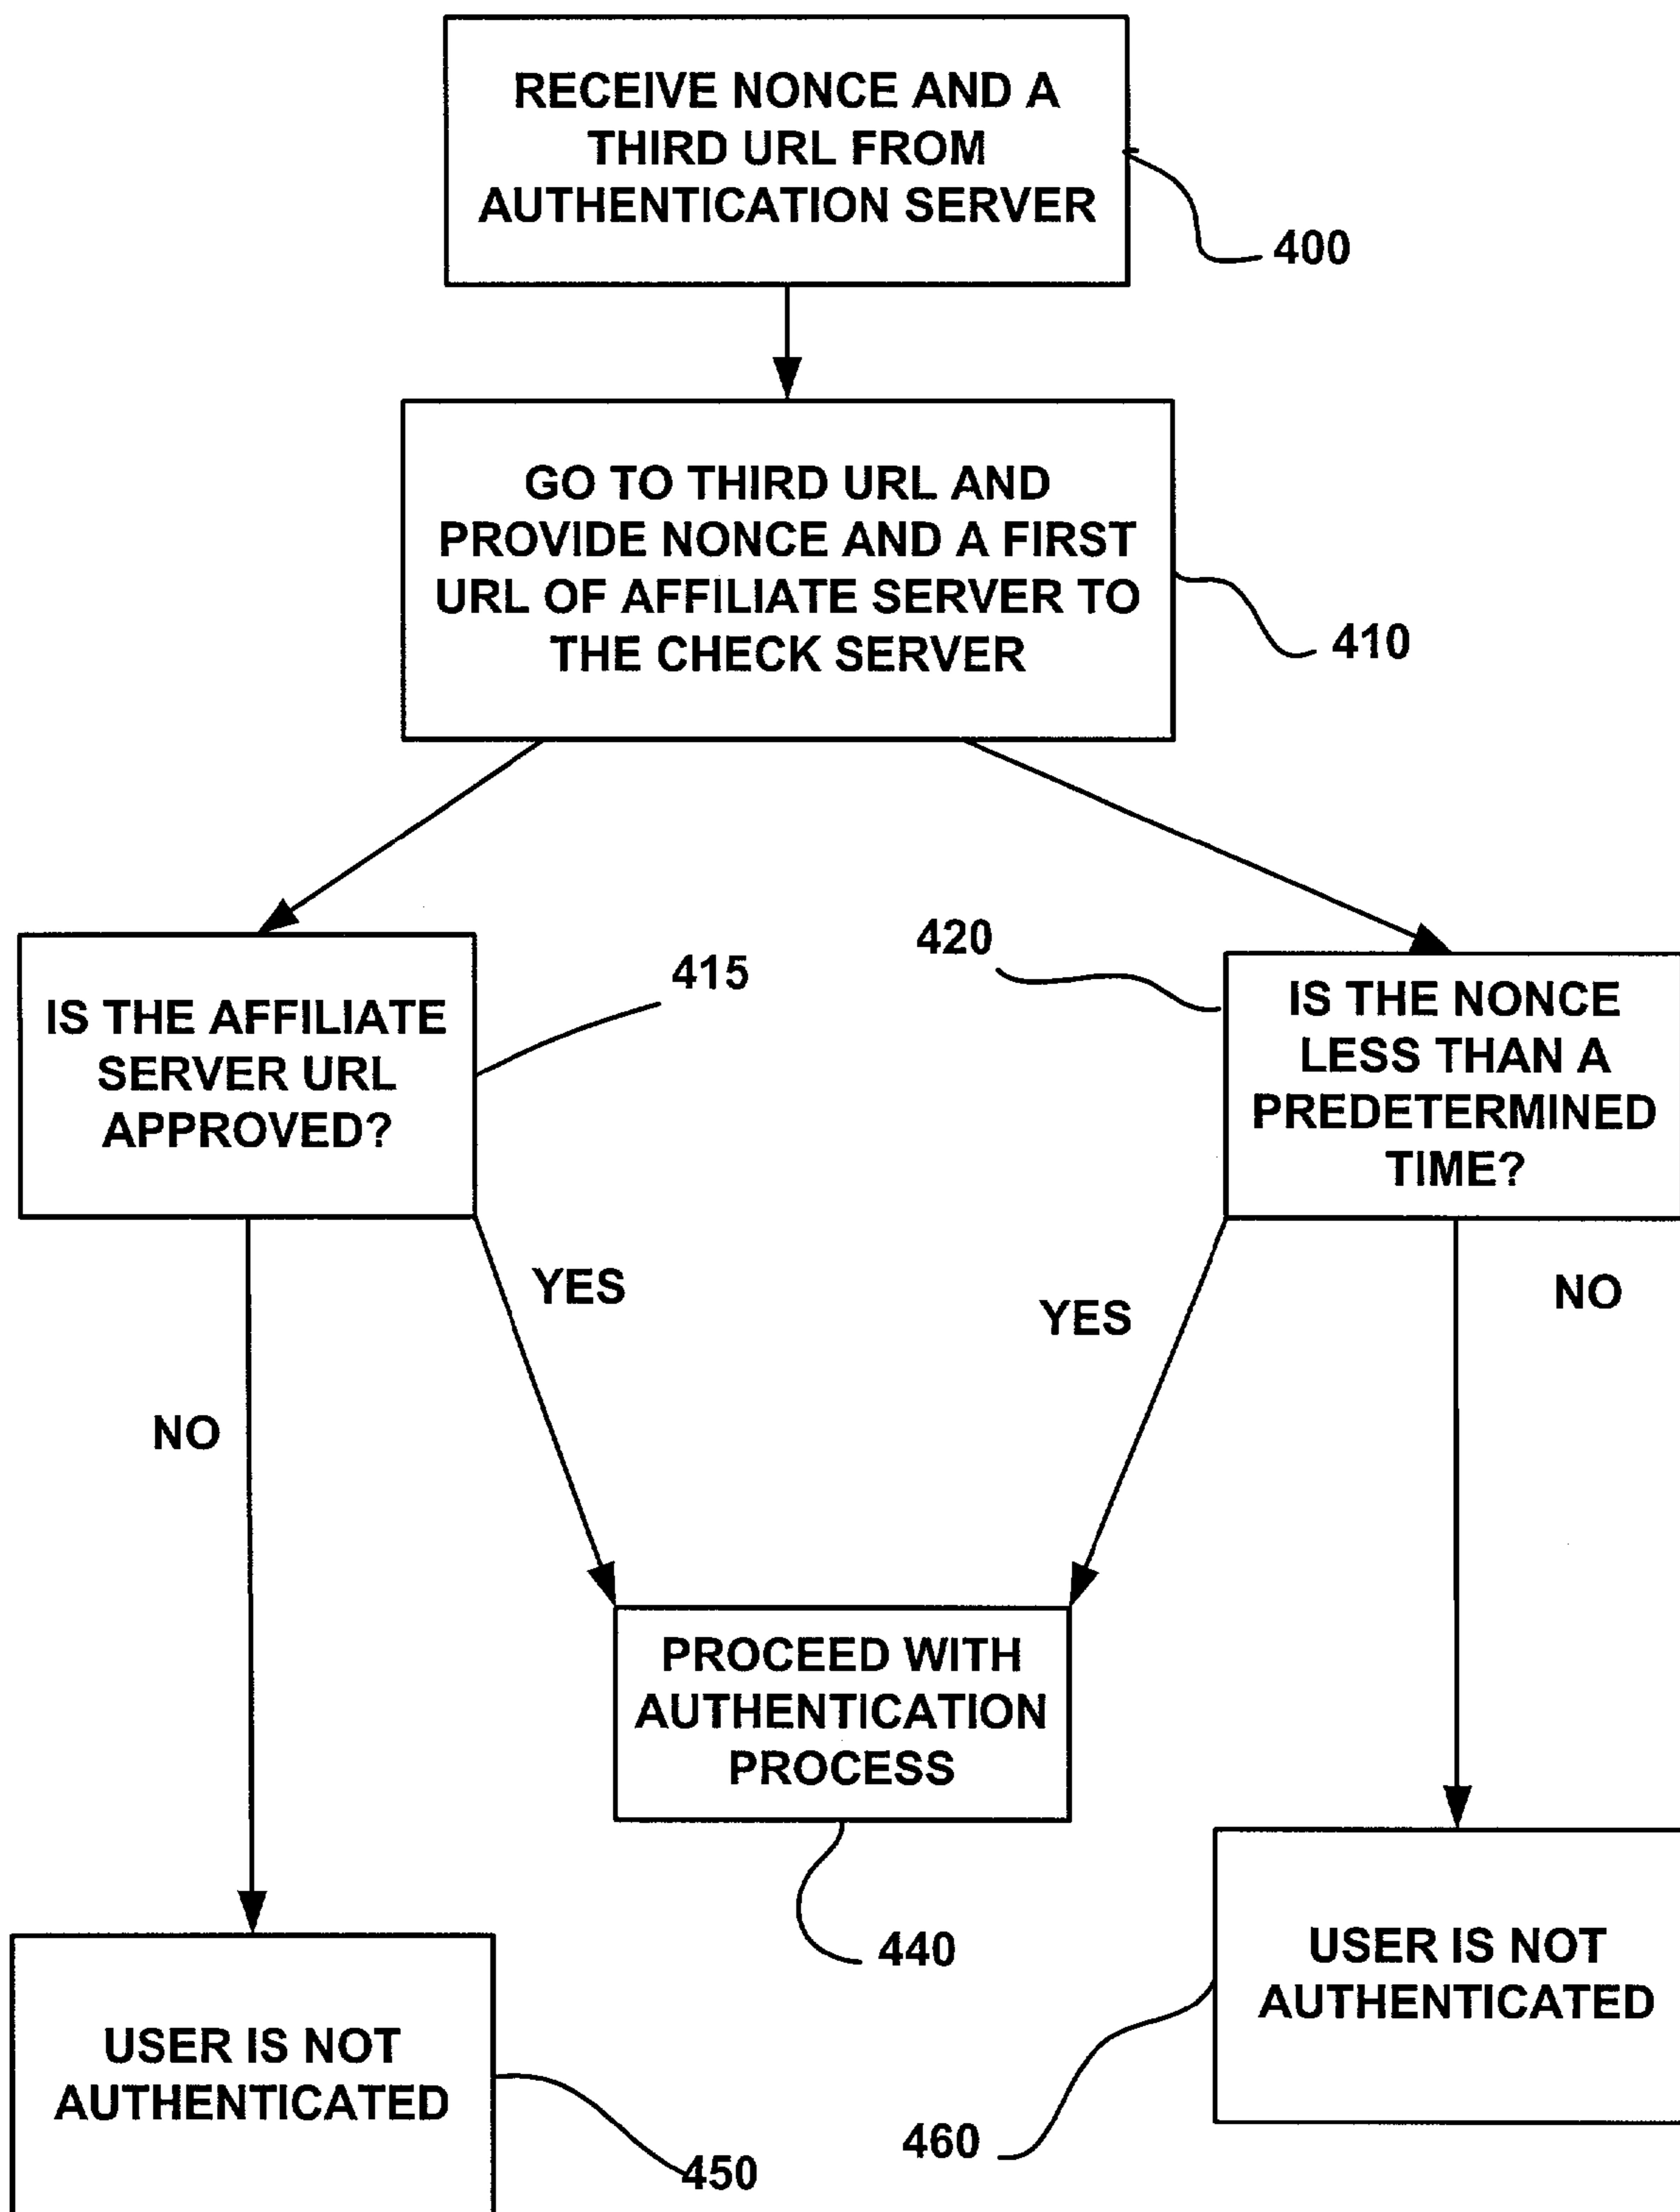 RECEIVE NONCE AND A
THIRD URL FROM
AUTHENTICATION SERVER
400
GO TO THIRD URL AND
PROVIDE NONCE AND A FIRST
URL OF AFFILIATE SERVER TO
THE CHECK SERVER
410
IS THE AFFILIATE
SERVER URL
APPROVED?
415
420
IS THE NONCE
LESS THAN A
PREDETERMINED
TIME?
YES
YES
NO
NO
PROCEED WITH
AUTHENTICATION
PROCESS
440
USER IS NOT
AUTHENTICATED
450
USER IS NOT
AUTHENTICATED
460